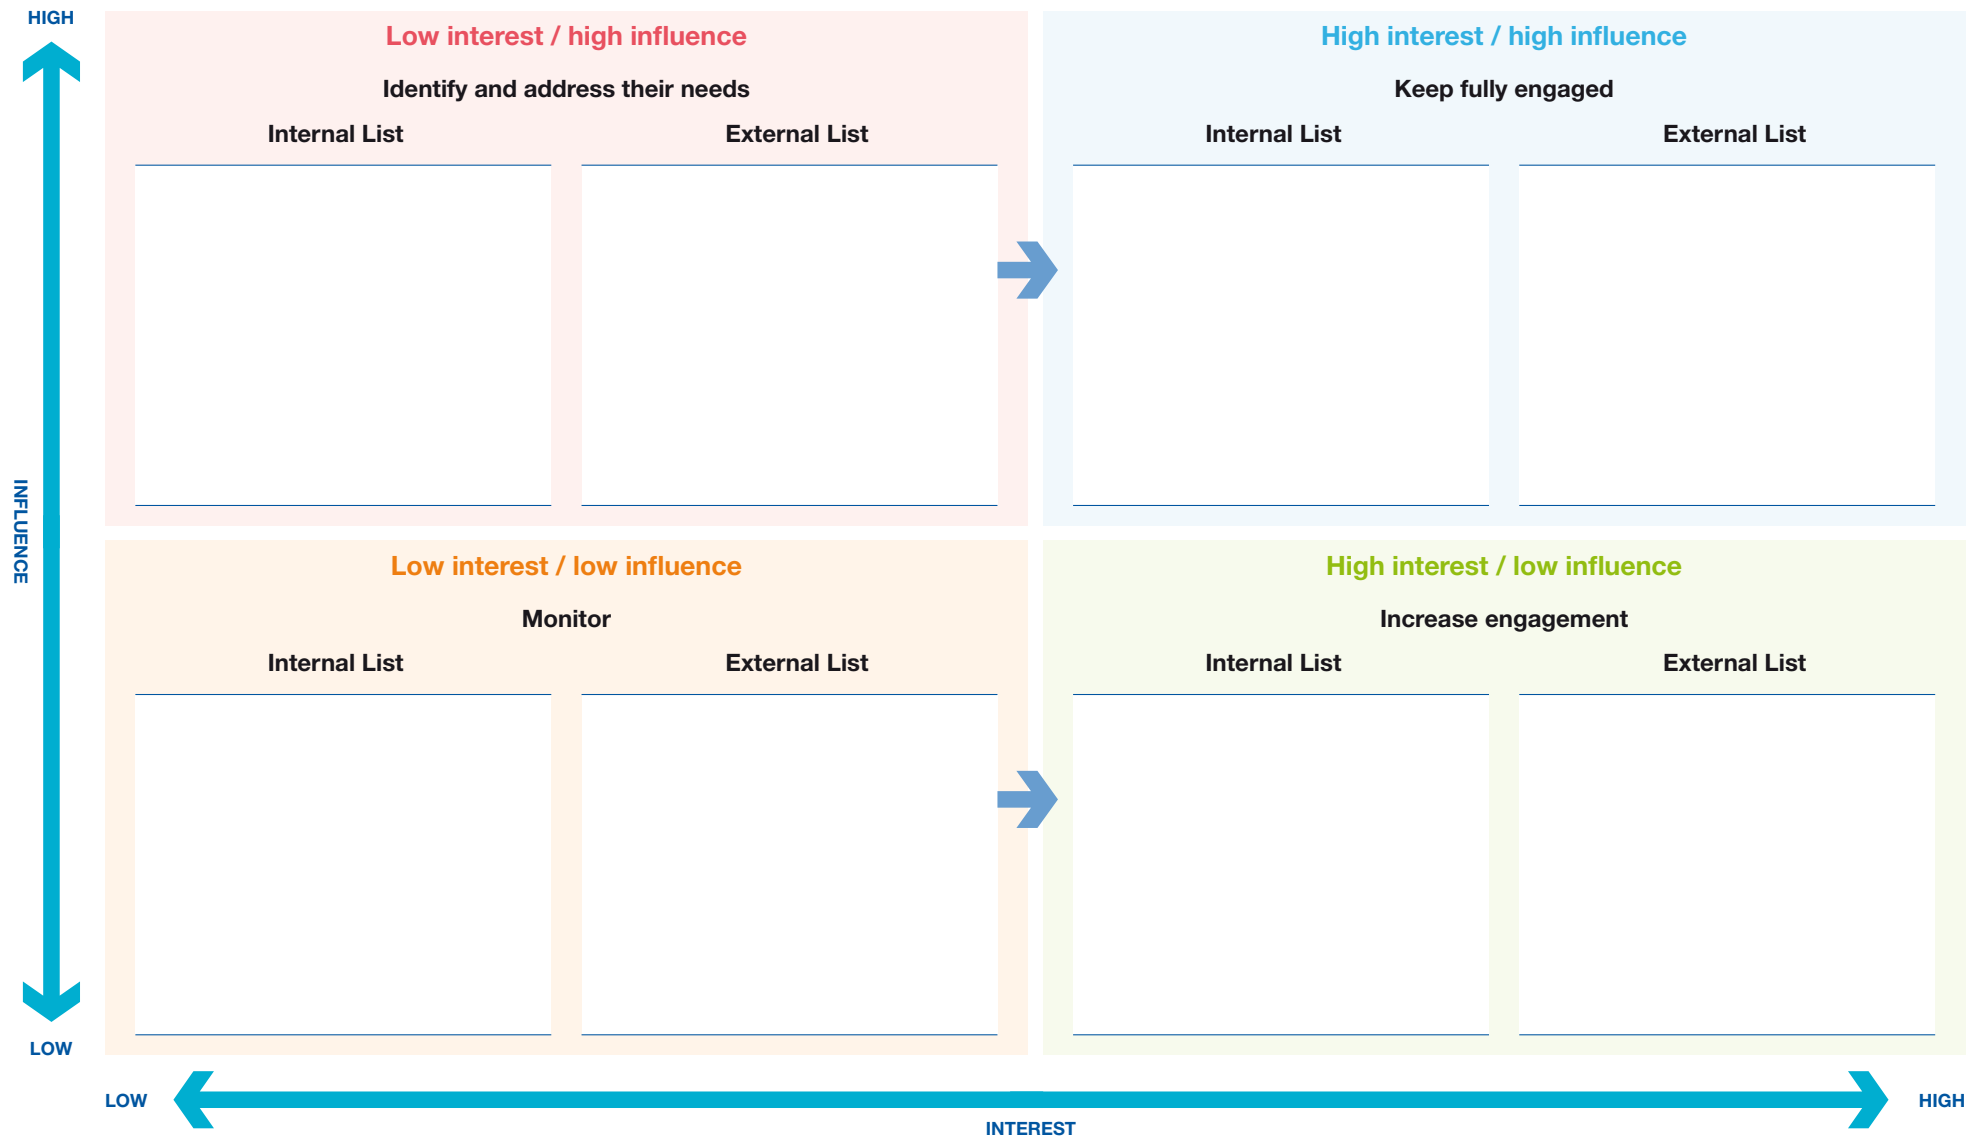 HIGH
Low interest / high influence
Identify and address their needs
Internal List
External List
High interest / high influence
Keep fully engaged
Internal List
External List
INFLUENCE
Low interest / low influence
Monitor
Internal List
External List
High interest / low influence
Increase engagement
Internal List
External List
LOW
LOW
INTEREST
HIGH